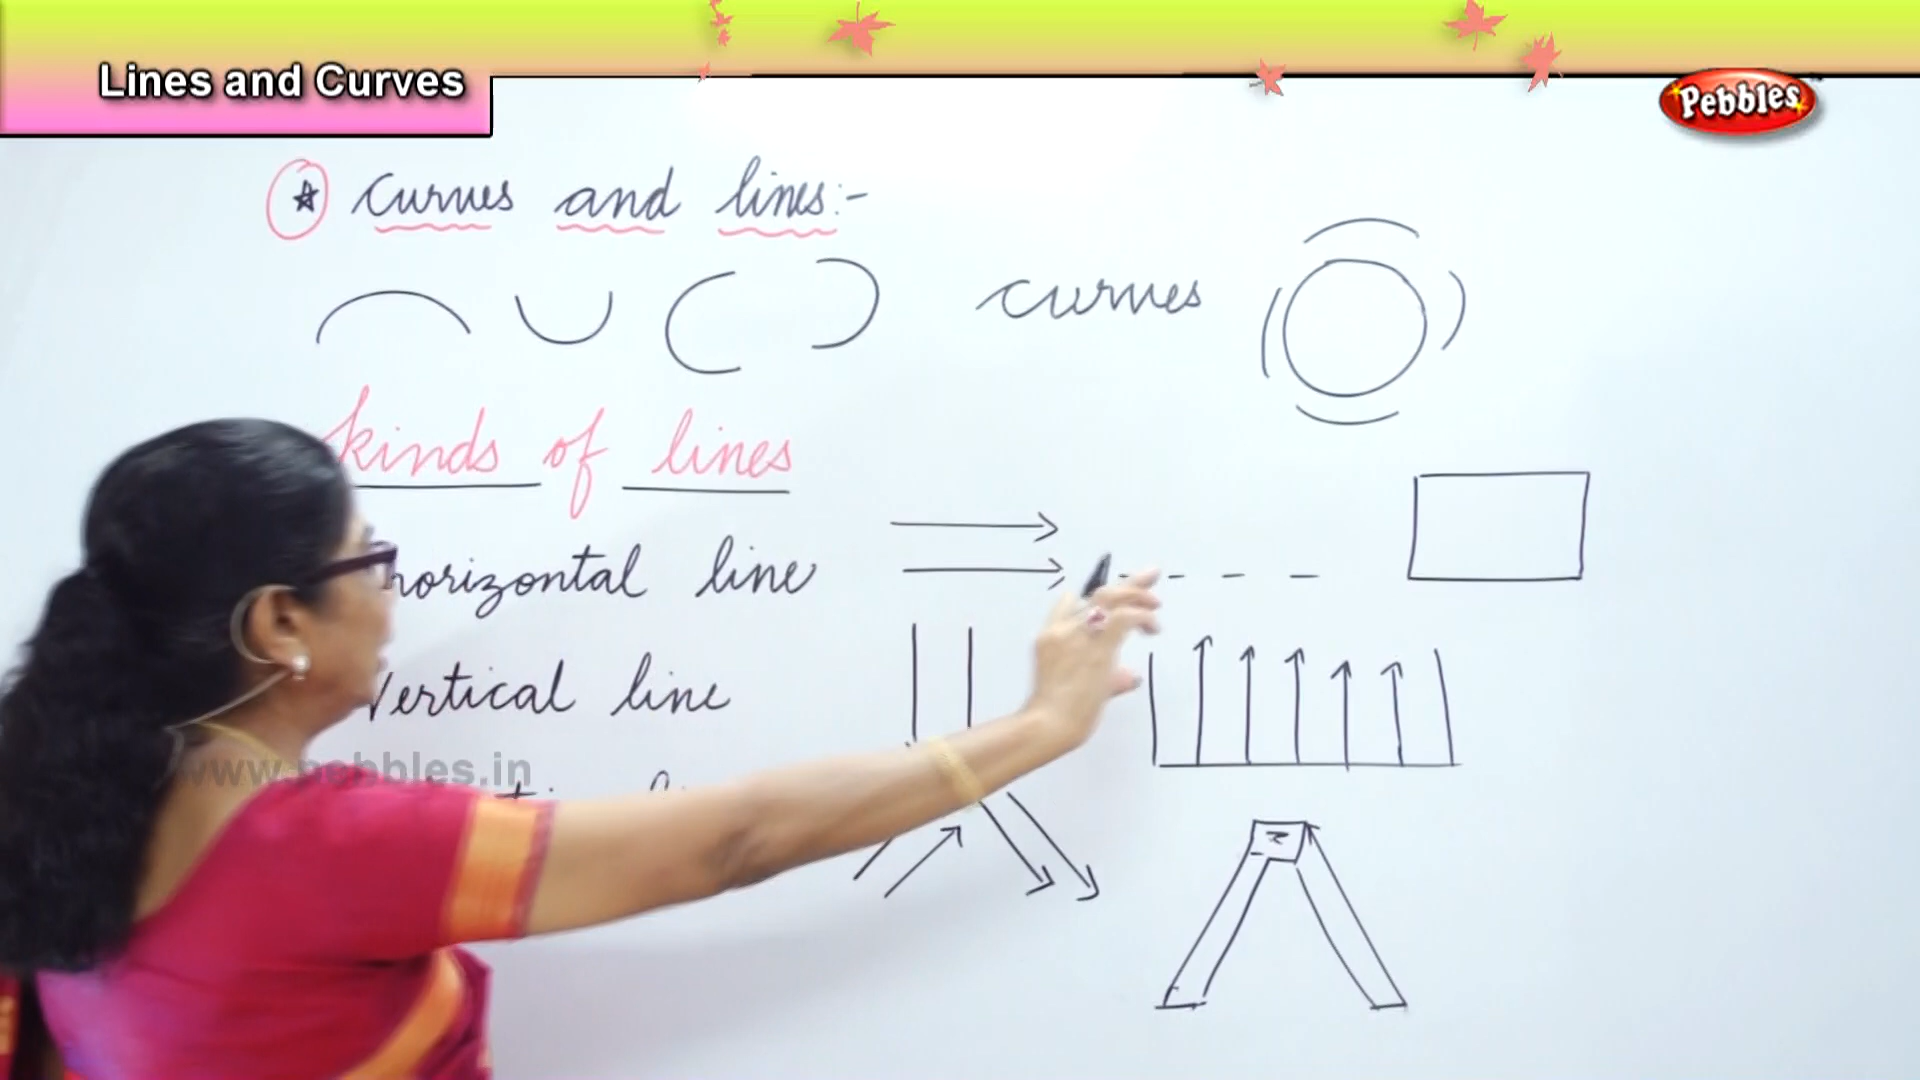 Lines and Curves
Pebbles
* curves and lines:-
curves
kinds of lines
horizontal line
Vertical line
www.pebbles.in